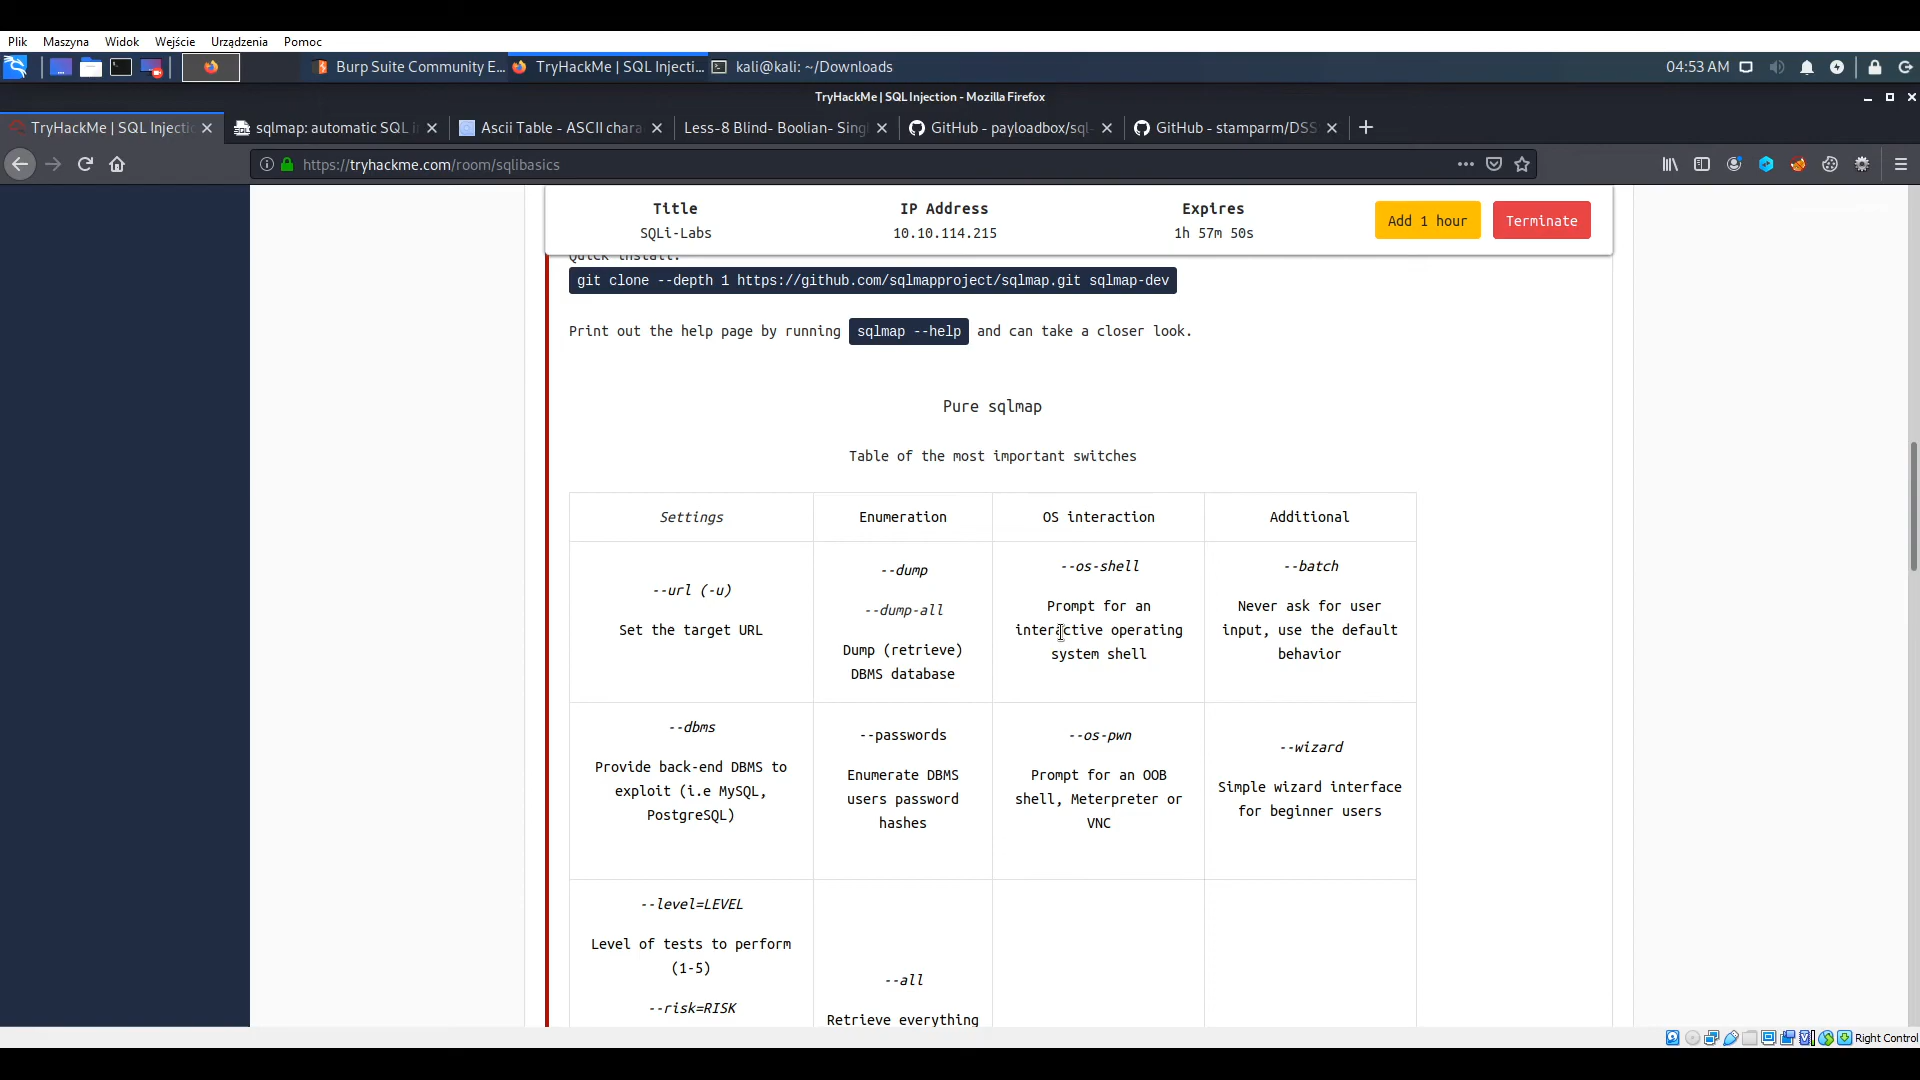 Plik Maszyna Widok Wejście Urządzenia Pomoc
Burp Suite Community E... TryHackMe | SQL Injecti... kali@kali: ~/Downloads 04:53 AM
TryHackMe | SQL Injection - Mozilla Firefox
TryHackMe | SQL Injecti sqlmap: automatic SQL i Ascii Table - ASCII chara Less-8 Blind- Boolian- Sing GitHub - payloadbox/sql- GitHub - stamparm/DSS
https://tryhackme.com/room/sqlibasics
Title IP Address Expires
SQLi-Labs 10.10.114.215 1h 57m 50s Add 1 hour Terminate
Quick install:
git clone --depth 1 https://github.com/sqlmapproject/sqlmap.git sqlmap-dev
Print out the help page by running sqlmap --help and can take a closer look.
Pure sqlmap
Table of the most important switches
Settings Enumeration OS interaction Additional
--url (-u)
Set the target URL
--dump
--dump-all
Dump (retrieve)
DBMS database
--os-shell
Prompt for an
interactive operating
system shell
--batch
Never ask for user
input, use the default
behavior
--dbms
Provide back-end DBMS to
exploit (i.e MySQL,
PostgreSQL)
--passwords
Enumerate DBMS
users password
hashes
--os-pwn
Prompt for an OOB
shell, Meterpreter or
VNC
--wizard
Simple wizard interface
for beginner users
--level=LEVEL
Level of tests to perform
(1-5)
--risk=RISK
--all
Retrieve everything
Right Control